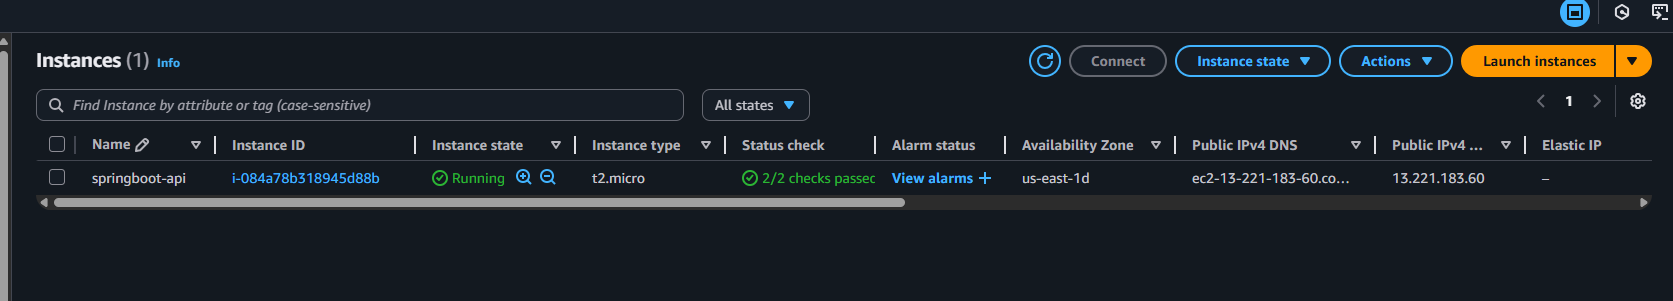 Instances (1) Info Connect Instance state Actions Launch instances
Find Instance by attribute or tag (case-sensitive) All states 1
Name Instance ID Instance state Instance type Status check Alarm status Availability Zone Public IPv4 DNS Public IPv4 ... Elastic IP
springboot-api i-084a78b318945d88b Running t2.micro 2/2 checks passec View alarms + us-east-1d ec2-13-221-183-60.co... 13.221.183.60 –